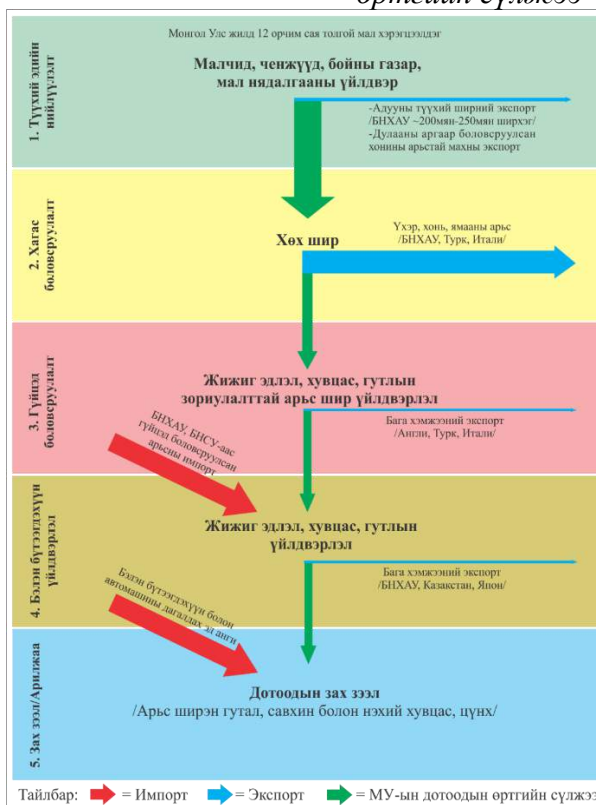 өртгийн сүлжээ
Монгол Улс жилд 12 орчим сая толгой мал хэрэгцээлдэг
Малчид, ченжүүд, бойны газар,
мал нядалгааны үйлдвэр
1. Түүхий эдийн
нийлүүлэлт
-Адууны түүхий ширний экспорт
/БНХАУ ~200мян-250мян ширхэг/
-Дулааны аргаар боловсруулсан
хонины арьстай махны экспорт
2. Хагас
боловсруулалт
Хөх шир
Үхэр, хонь, ямааны арьс
/БНХАУ, Турк, Итали/
3. Гүйцэд
боловсруулалт
Жижиг эдлэл, хувцас, гутлын
зориулалттай арьс шир үйлдвэрлэл
БНХАУ, БНСУ-аас
гүйцэд боловсруулсан
арьсны импорт
Бага хэмжээний экспорт
/Англи, Турк, Итали/
4. Бэлэн бүтээгдэхүүн
үйлдвэрлэл
Жижиг эдлэл, хувцас, гутлын
үйлдвэрлэл
Бэлэн бүтээгдэхүүн болон
автомашины дагалдах эд анги
Бага хэмжээний экспорт
/БНХАУ, Казакстан, Япон/
5. Зах зээл/Арилжаа
Дотоодын зах зээл
/Арьс ширэн гутал, савхин болон нэхий хувцас, цүнх/
Тайлбар: = Импорт = Экспорт = МУ-ын дотоодын өртгийн сүлжээ